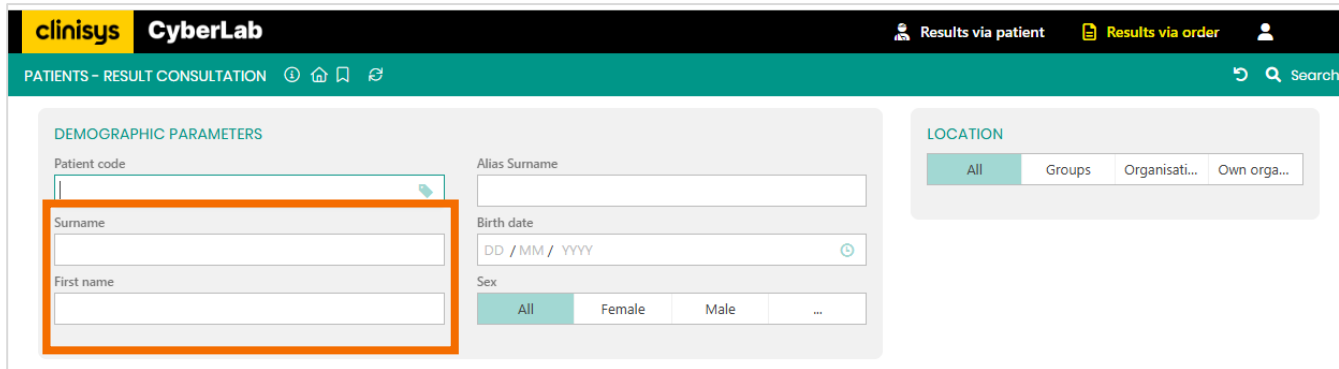 clinisys CyberLab Results via patient Results via order
PATIENTS - RESULT CONSULTATION Search
DEMOGRAPHIC PARAMETERS
Patient code
Surname
First name
Alias Surname
Birth date
DD / MM / YYYY
Sex
All Female Male ...
LOCATION
All Groups Organisati... Own orga...